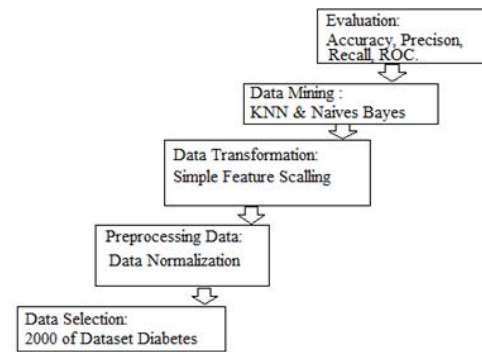 Evaluation:
Accuracy, Precison,
Recall, ROC.
Data Mining :
KNN & Naives Bayes
Data Transformation:
Simple Feature Scalling
Preprocessing Data:
Data Normalization
Data Selection:
2000 of Dataset Diabetes